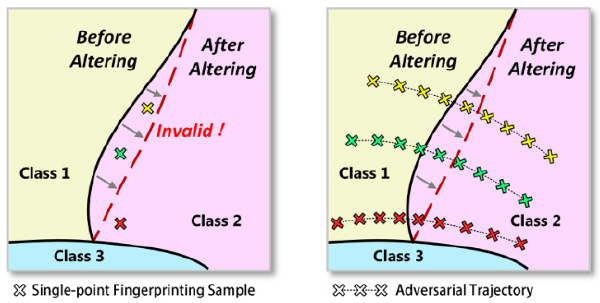 Before
Altering
After
Altering
Invalid !
Class 1
Class 2
Class 3
Single-point Fingerprinting Sample
Before
Altering
After
Altering
Class 1
Class 2
Class 3
Adversarial Trajectory